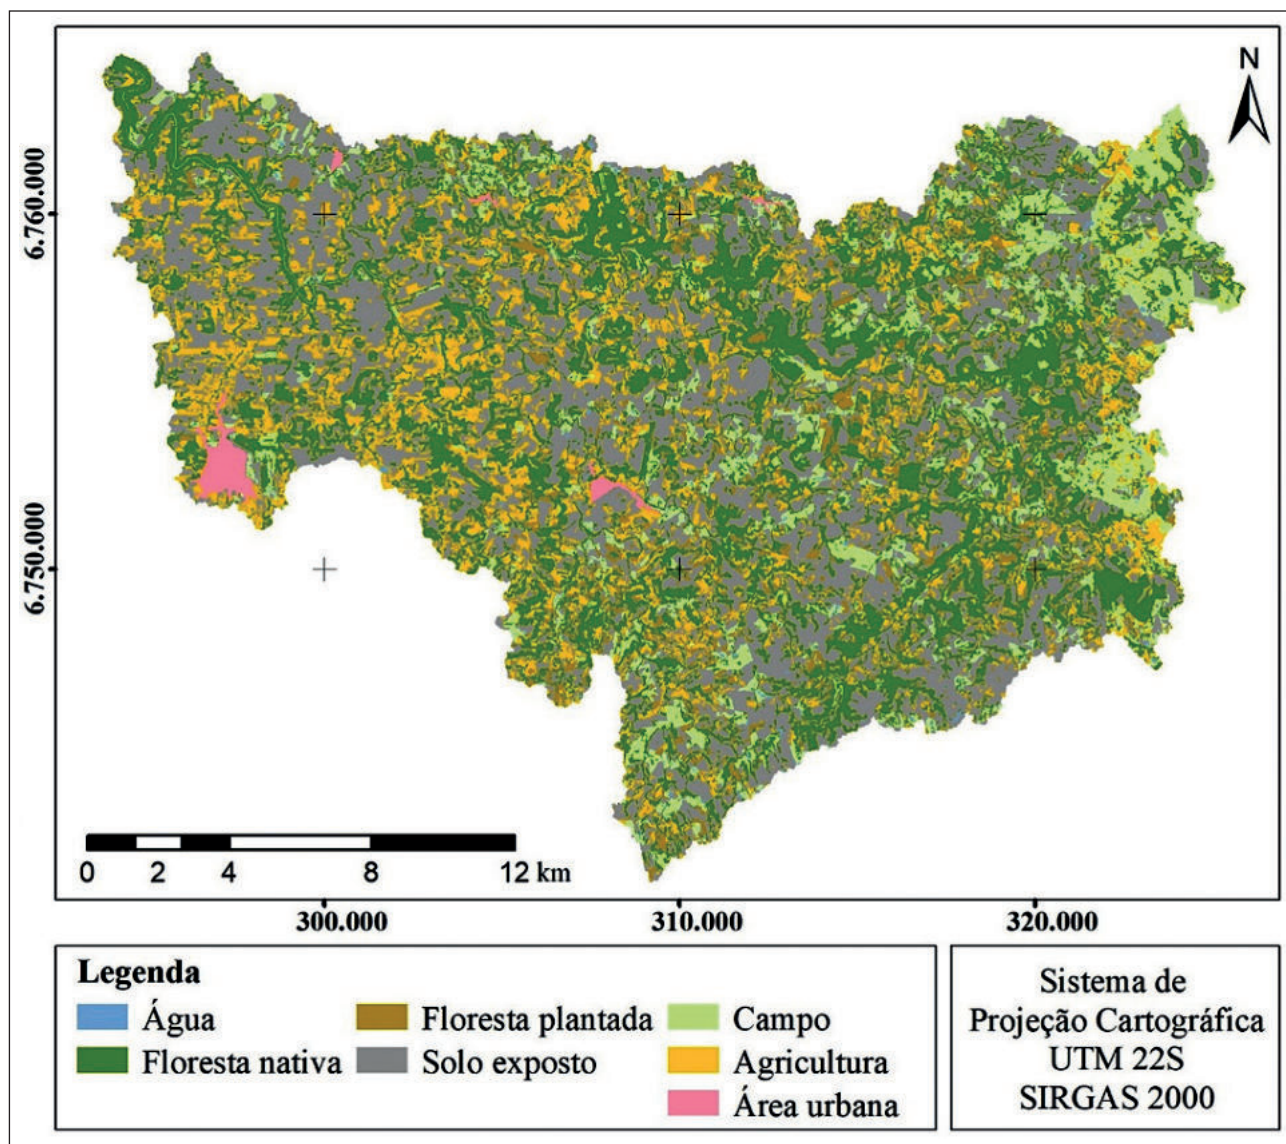 N
6.760.000
6.750.000
0 2 4 8 12 km
300.000 310.000 320.000
Legenda
Água
Floresta nativa
Floresta plantada
Solo exposto
Campo
Agricultura
Área urbana
Sistema de
Projeção Cartográfica
UTM 22S
SIRGAS 2000